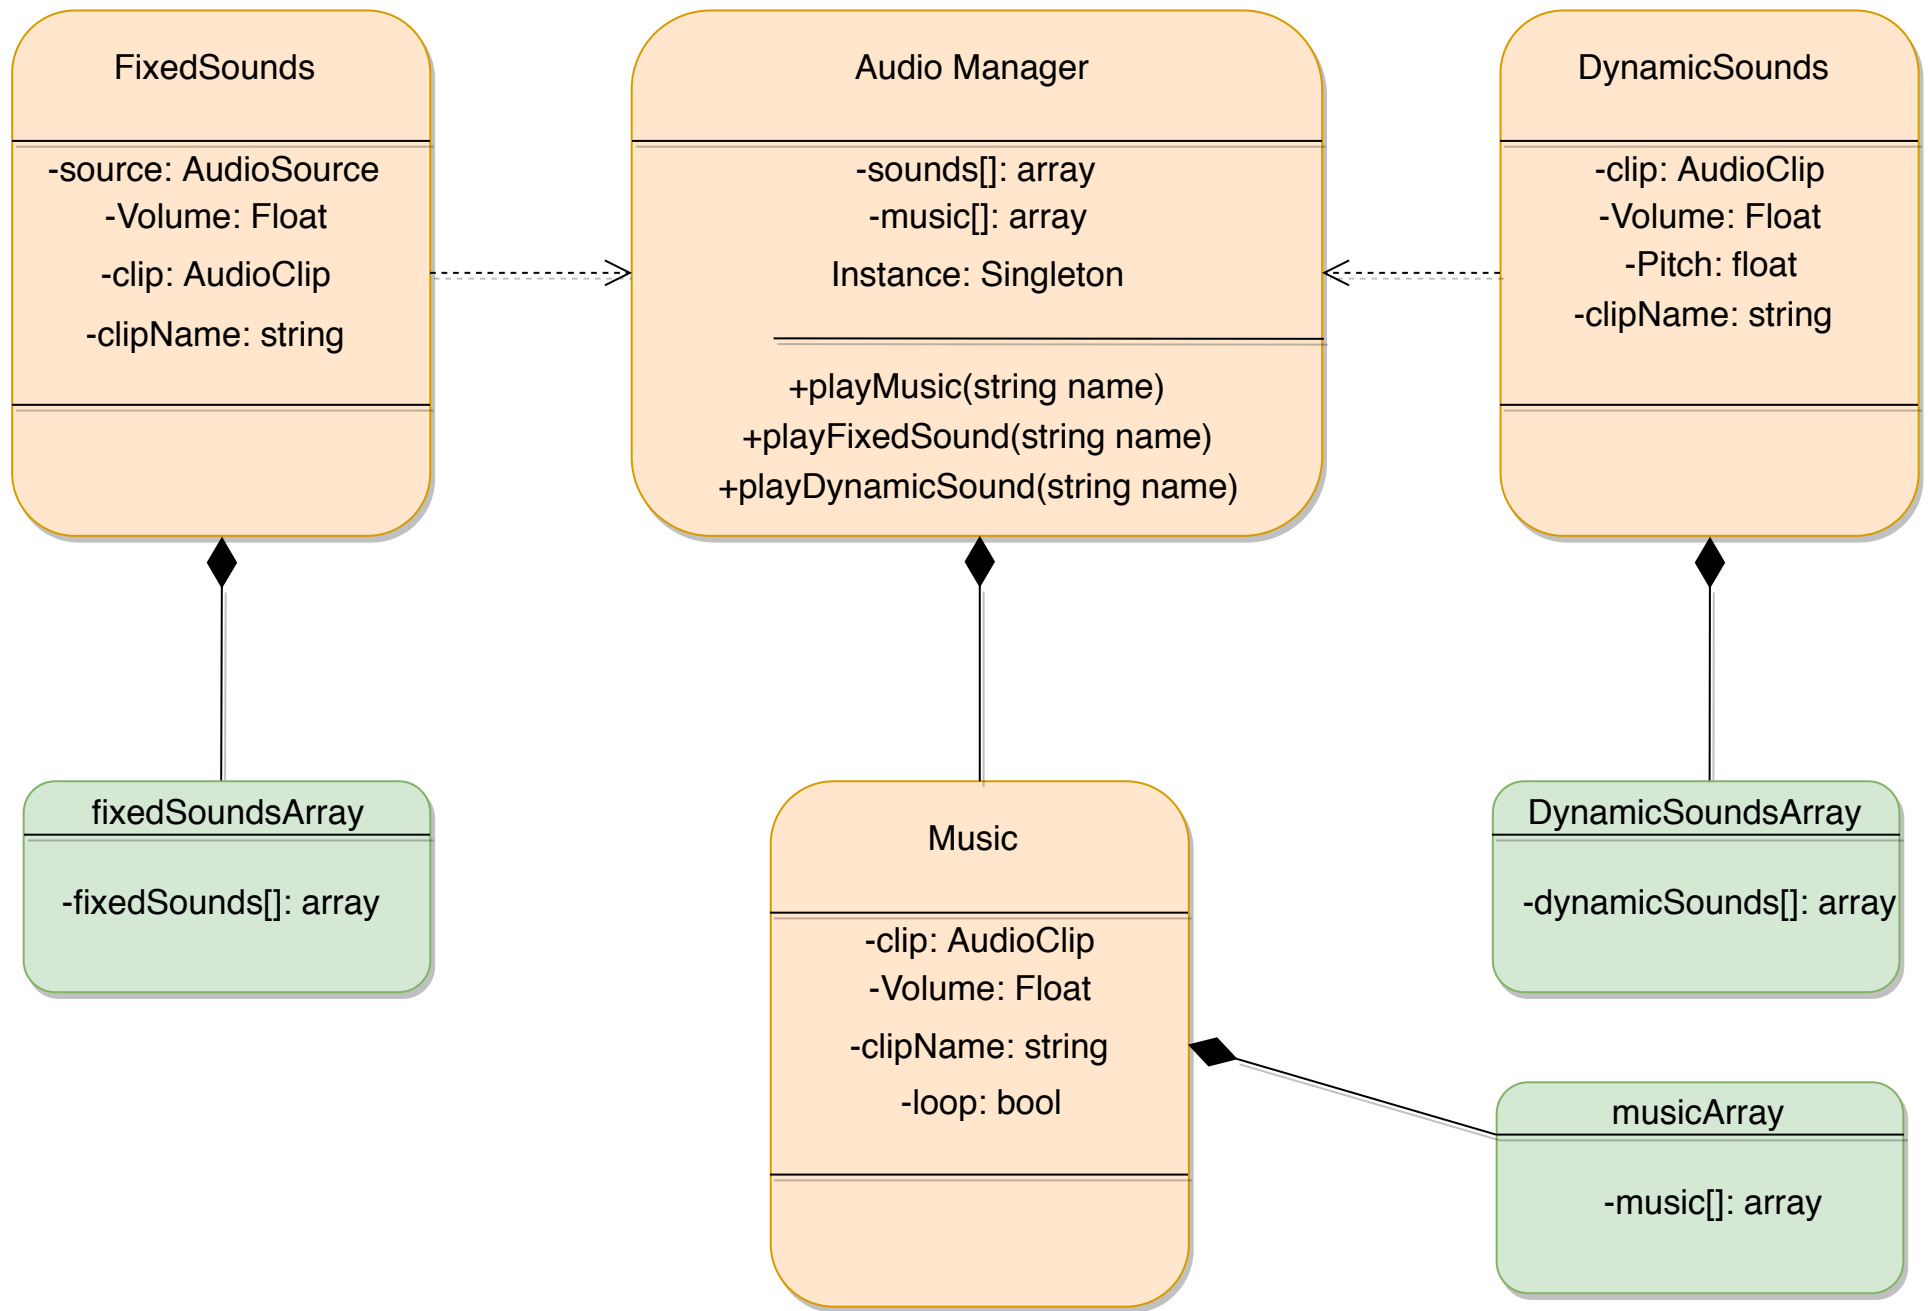 FixedSounds
-source: AudioSource
-Volume: Float
-clip: AudioClip
-clipName: string
Audio Manager
-sounds[]: array
-music[]: array
Instance: Singleton
+playMusic(string name)
+playFixedSound(string name)
+playDynamicSound(string name)
DynamicSounds
-clip: AudioClip
-Volume: Float
-Pitch: float
-clipName: string
fixedSoundsArray
-fixedSounds[]: array
Music
-clip: AudioClip
-Volume: Float
-clipName: string
-loop: bool
DynamicSoundsArray
-dynamicSounds[]: array
musicArray
-music[]: array